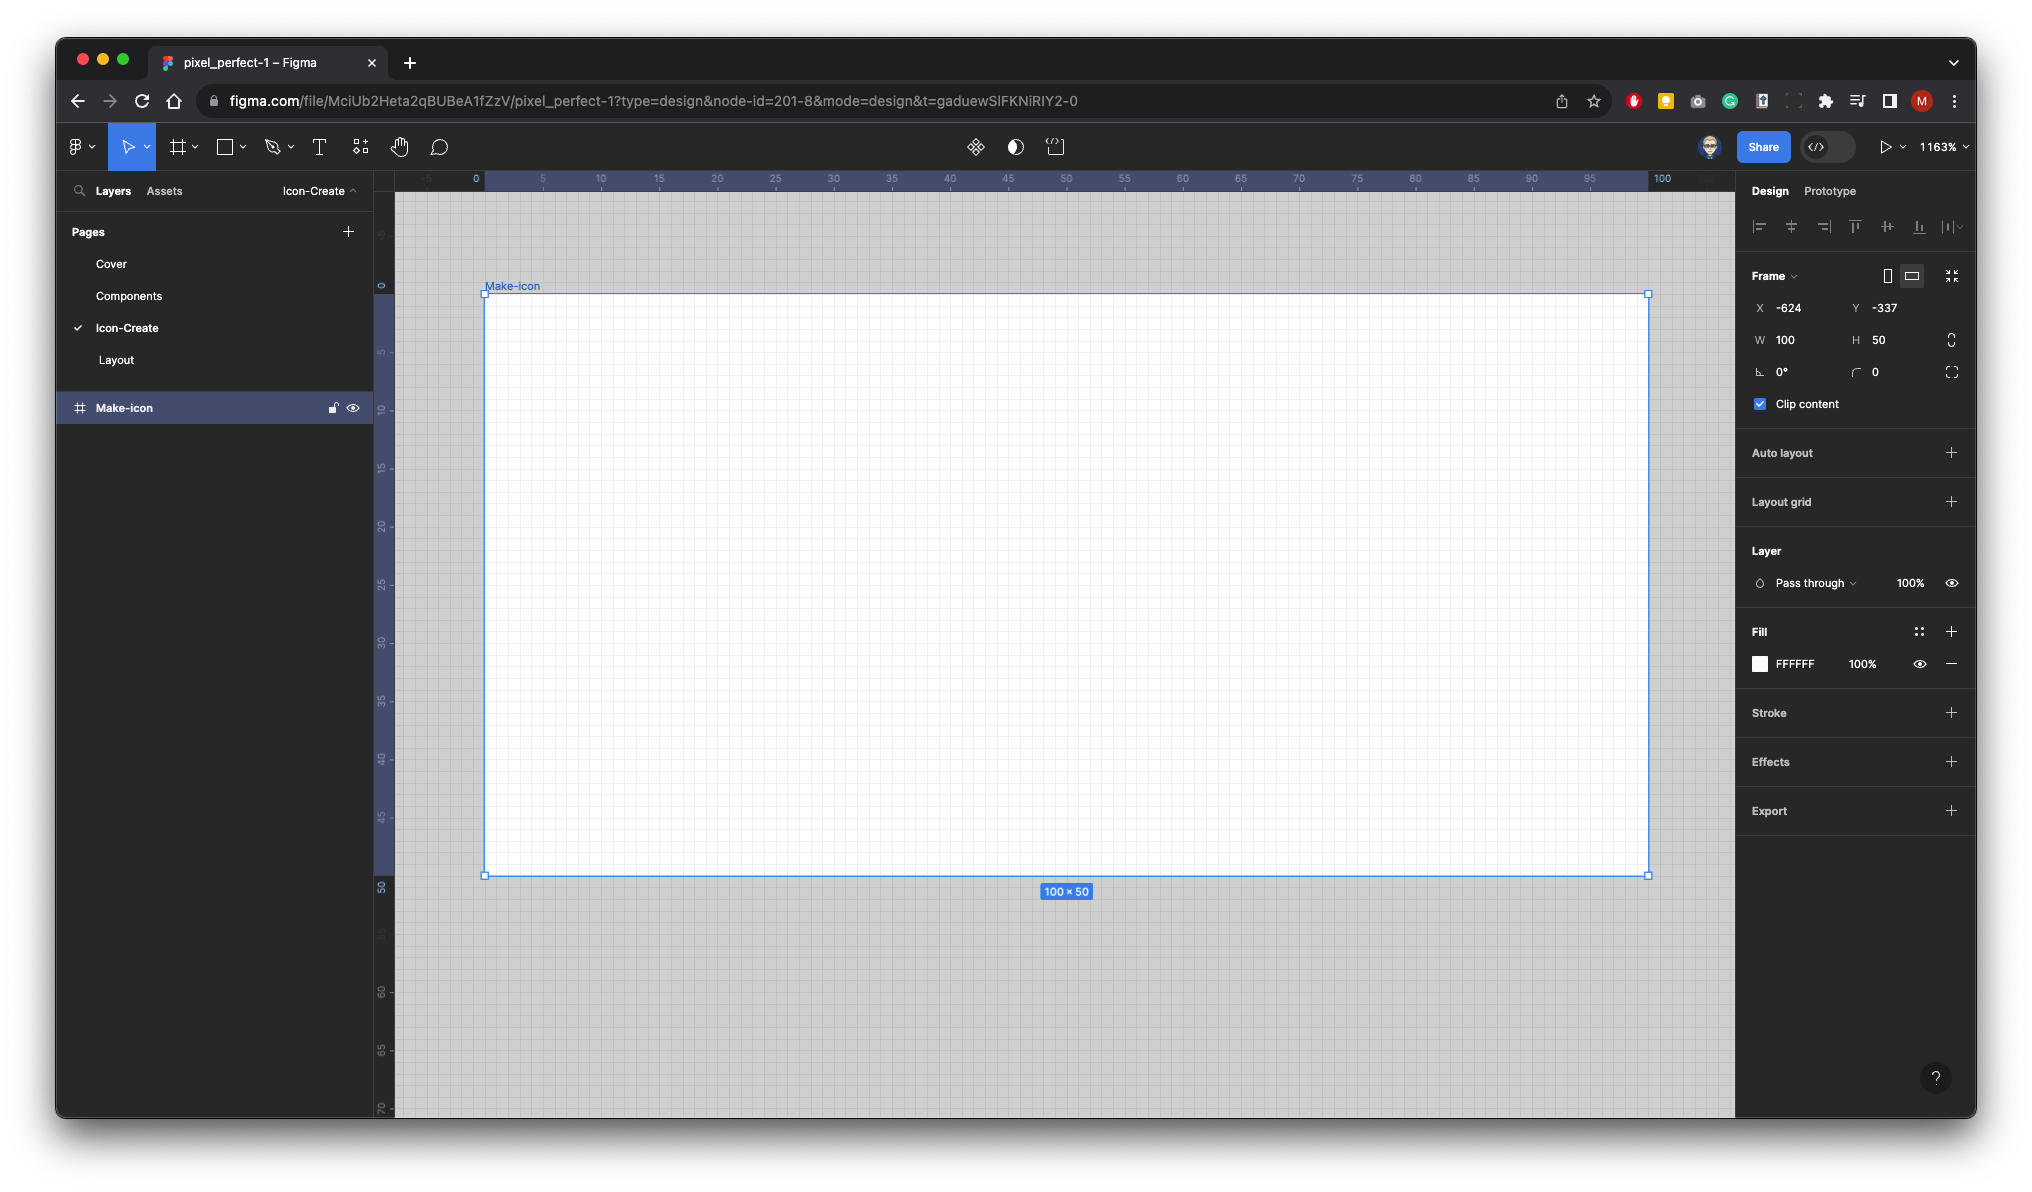 pixel_perfect-1 – Figma
figma.com/file/MciUb2Heta2qBUBeA1fZzV/pixel_perfect-1?type=design&node-id=201-8&mode=design&t=gaduewSlFKNiRIY2-0
M
Share
1163%
Layers Assets Icon-Create
-5 0 5 10 15 20 25 30 35 40 45 50 55 60 65 70 75 80 85 90 95 100
Design Prototype
Pages
Cover
Components
Icon-Create
Layout
Make-icon
-5
0
5
10
15
20
25
30
35
40
45
50
55
60
65
70
Make-icon
100 × 50
Frame
X -624 Y -337
W 100 H 50
0° 0
Clip content
Auto layout
Layout grid
Layer
Pass through 100%
Fill
FFFFFF 100%
Stroke
Effects
Export
?